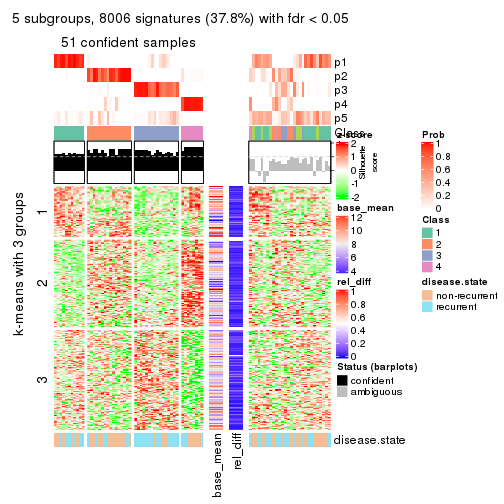 5 subgroups, 8006 signatures (37.8%) with fdr < 0.05
51 confident samples
p1
p2
p3
p4
p5
Class
z-score
2
1
0
-1
-2
Silhouette
score
Prob
1
0.8
0.6
0.4
0.2
0
base_mean
12
10
8
6
4
Class
1
2
3
4
rel_diff
1
0.8
0.6
0.4
0.2
0
disease.state
non-recurrent
recurrent
Status (barplots)
confident
ambiguous
k-means with 3 groups
1
2
3
disease.state
base_mean
rel_diff